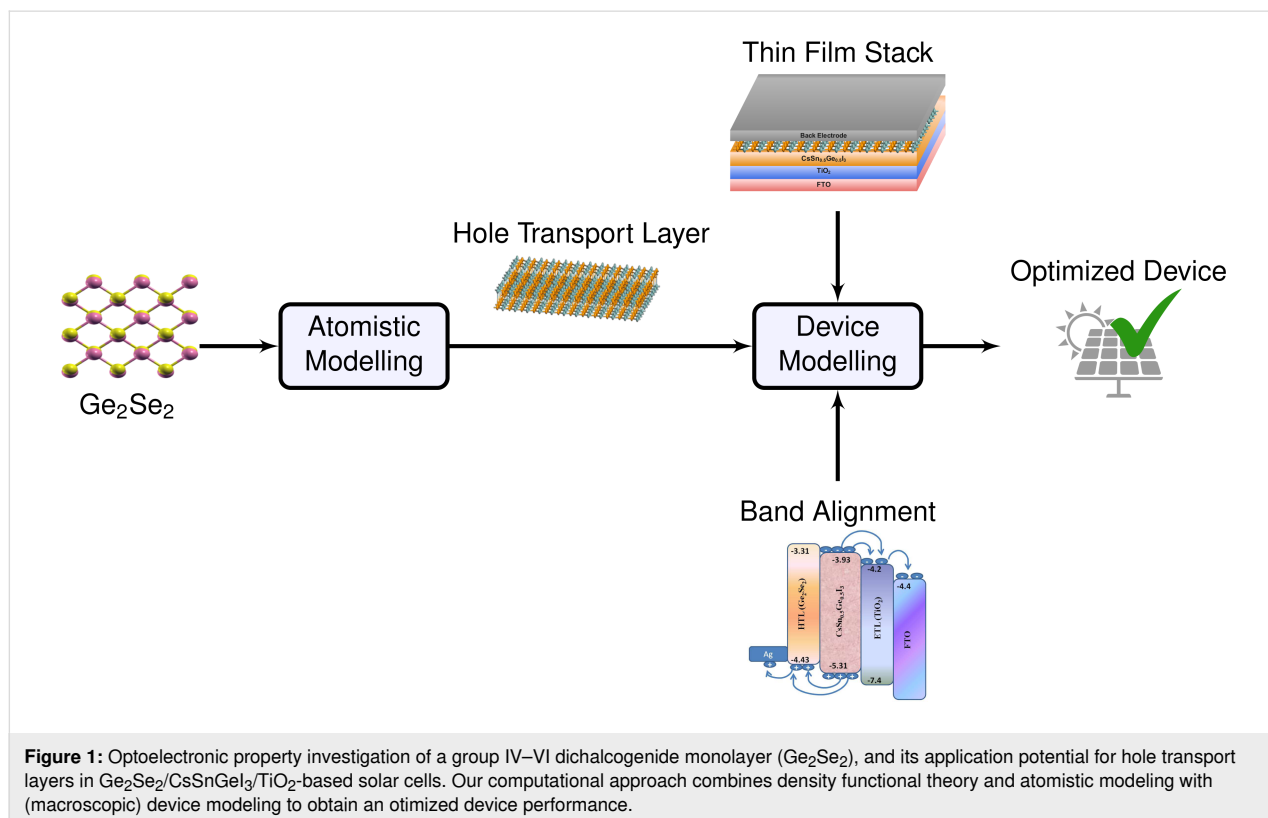 Thin Film Stack
Back Electrode
CsSn₀.₅Ge₀.₅I₃
TiO₂
FTO
Hole Transport Layer
Optimized Device
Atomistic
Modelling
Device
Modelling
Ge₂Se₂
Band Alignment
-3.31
-3.93
-4.2
-4.4
HTL (Ge₂Se₂)
CsSn₀.₅Ge₀.₅I₃
ETL (TiO₂)
FTO
Ag
-4.43
-5.31
-7.4
Figure 1: Optoelectronic property investigation of a group IV–VI dichalcogenide monolayer (Ge₂Se₂), and its application potential for hole transport
layers in Ge₂Se₂/CsSnGeI₃/TiO₂-based solar cells. Our computational approach combines density functional theory and atomistic modeling with
(macroscopic) device modeling to obtain an otimized device performance.